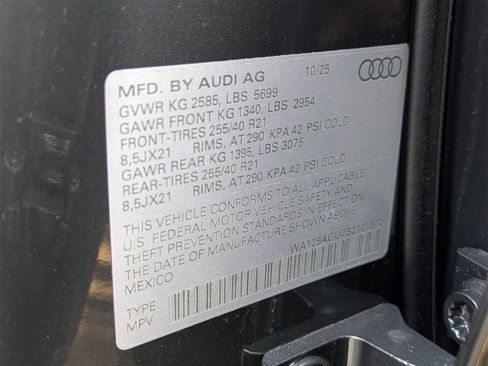 MFD. BY AUDI AG 10/25
GVWR KG 2585, LBS 5699
GAWR FRONT KG 1340, LBS 2954
FRONT-TIRES 255/40 R21
8,5JX21 RIMS, AT 290 KPA 42 PSI COLD
GAWR REAR KG 1395, LBS 3075
REAR-TIRES 255/40 R21
8,5JX21 RIMS, AT 290 KPA 42 PSI COLD
THIS VEHICLE CONFORMS TO ALL APPLICABLE
U.S. FEDERAL MOTOR VEHICLE SAFETY AND
THEFT PREVENTION STANDARDS IN EFFECT ON
THE DATE OF MANUFACTURE SHOWN ABOVE.
MEXICO
TYPE:
MPV